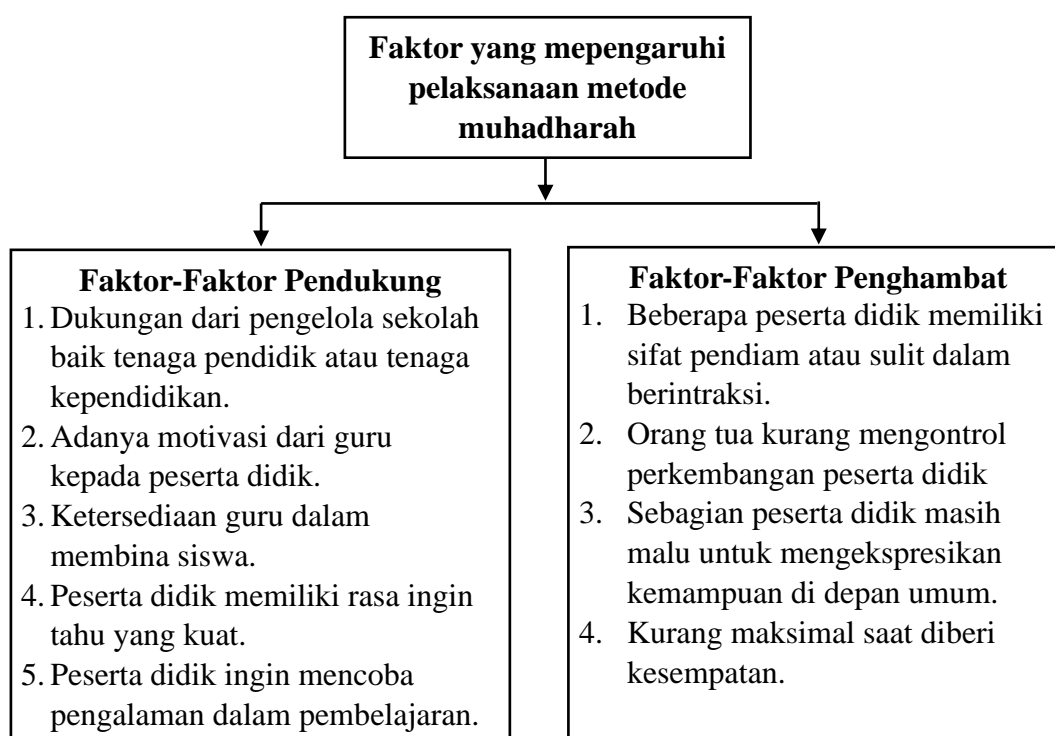 Faktor yang mepengaruhi
pelaksanaan metode
muhadharah
Faktor-Faktor Pendukung
1. Dukungan dari pengelola sekolah
baik tenaga pendidik atau tenaga
kependidikan.
2. Adanya motivasi dari guru
kepada peserta didik.
3. Ketersediaan guru dalam
membina siswa.
4. Peserta didik memiliki rasa ingin
tahu yang kuat.
5. Peserta didik ingin mencoba
pengalaman dalam pembelajaran.
Faktor-Faktor Penghambat
1. Beberapa peserta didik memiliki
sifat pendiam atau sulit dalam
berintraksi.
2. Orang tua kurang mengontrol
perkembangan peserta didik
3. Sebagian peserta didik masih
malu untuk mengekspresikan
kemampuan di depan umum.
4. Kurang maksimal saat diberi
kesempatan.